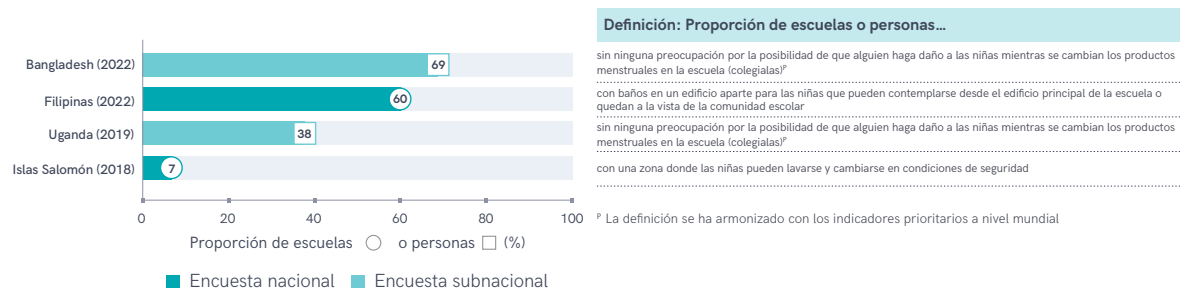 Definición: Proporción de escuelas o personas…
Bangladesh (2022)
69
sin ninguna preocupación por la posibilidad de que alguien haga daño a las niñas mientras se cambian los productos
menstruales en la escuela (colegialas)ᴾ
Filipinas (2022)
60
con baños en un edificio aparte para las niñas que pueden contemplarse desde el edificio principal de la escuela o
quedan a la vista de la comunidad escolar
Uganda (2019)
38
sin ninguna preocupación por la posibilidad de que alguien haga daño a las niñas mientras se cambian los productos
menstruales en la escuela (colegialas)ᴾ
Islas Salomón (2018)
7
con una zona donde las niñas pueden lavarse y cambiarse en condiciones de seguridad
0 20 40 60 80 100
ᴾ La definición se ha armonizado con los indicadores prioritarios a nivel mundial
Proporción de escuelas o personas (%)
Encuesta nacional Encuesta subnacional